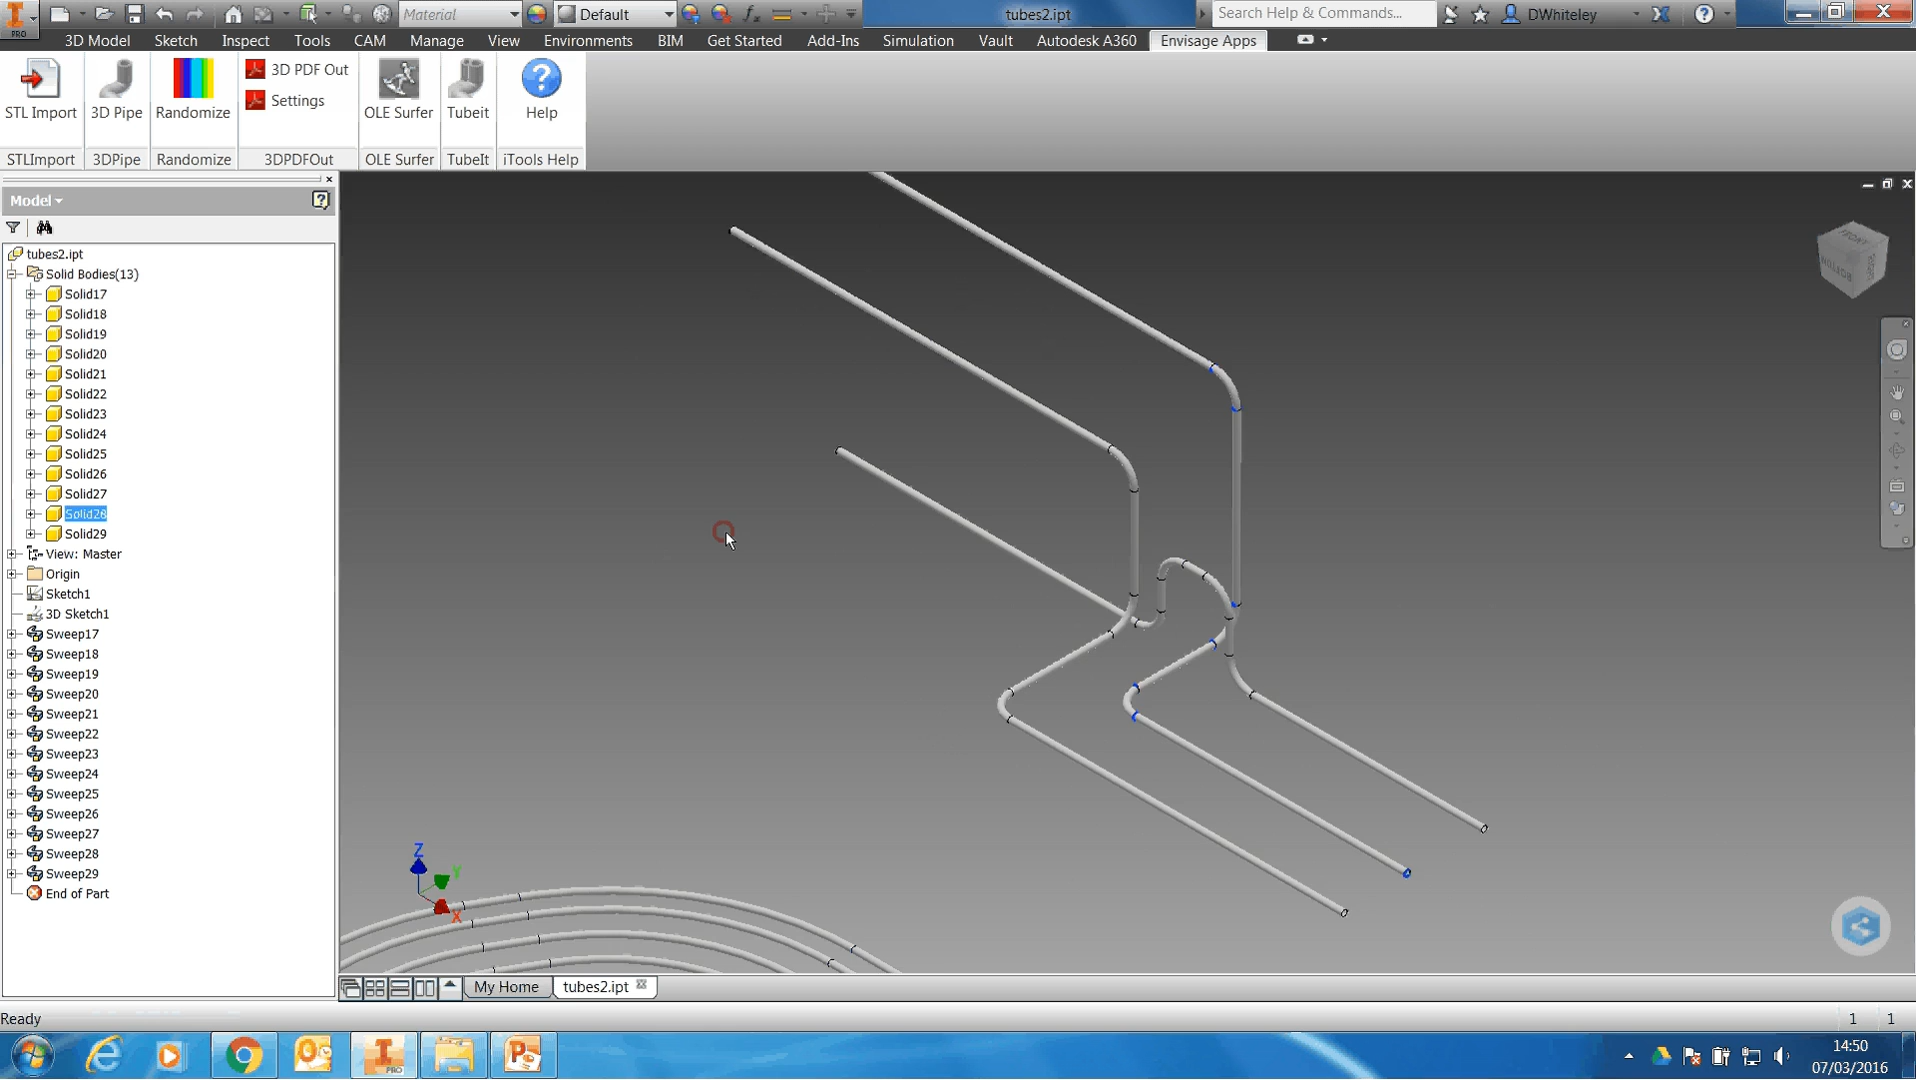 PRO
Material
Default
tubes2.ipt
Search Help & Commands...
DWhiteley
3D Model
Sketch
Inspect
Tools
CAM
Manage
View
Environments
BIM
Get Started
Add-Ins
Simulation
Vault
Autodesk A360
Envisage Apps
STL Import
3D Pipe
Randomize
3D PDF Out
Settings
OLE Surfer
Tubeit
Help
STLImport
3DPipe
Randomize
3DPDFOut
OLE Surfer
TubeIt
iTools Help
Model
tubes2.ipt
Solid Bodies(13)
Solid17
Solid18
Solid19
Solid20
Solid21
Solid22
Solid23
Solid24
Solid25
Solid26
Solid27
Solid28
Solid29
View: Master
Origin
Sketch1
3D Sketch1
Sweep17
Sweep18
Sweep19
Sweep20
Sweep21
Sweep22
Sweep23
Sweep24
Sweep25
Sweep26
Sweep27
Sweep28
Sweep29
End of Part
FRONT
BOTTOM
Z
Y
X
My Home
tubes2.ipt
Ready
1 1
PRO
14:50
07/03/2016